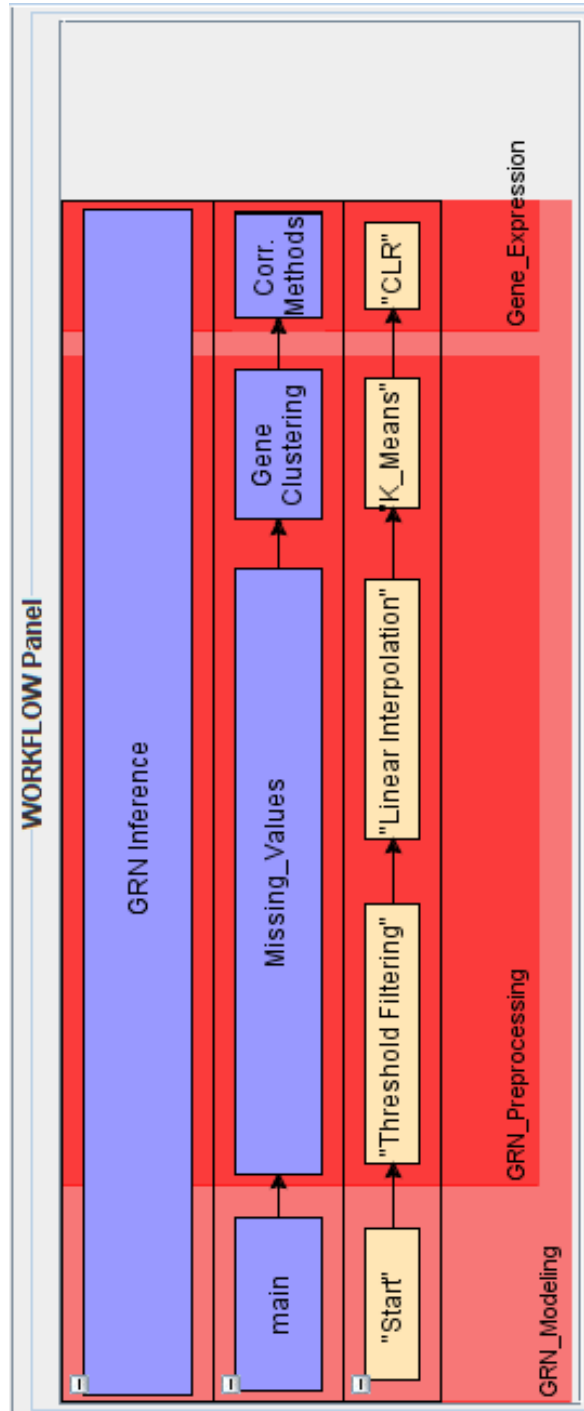 WORKFLOW Panel
GRN Inference
main
Missing_Values
Gene
Clustering
Corr.
Methods
"Start"
"Threshold Filtering"
"Linear Interpolation"
"K_Means"
"CLR"
GRN_Modeling
GRN_Preprocessing
Gene_Expression